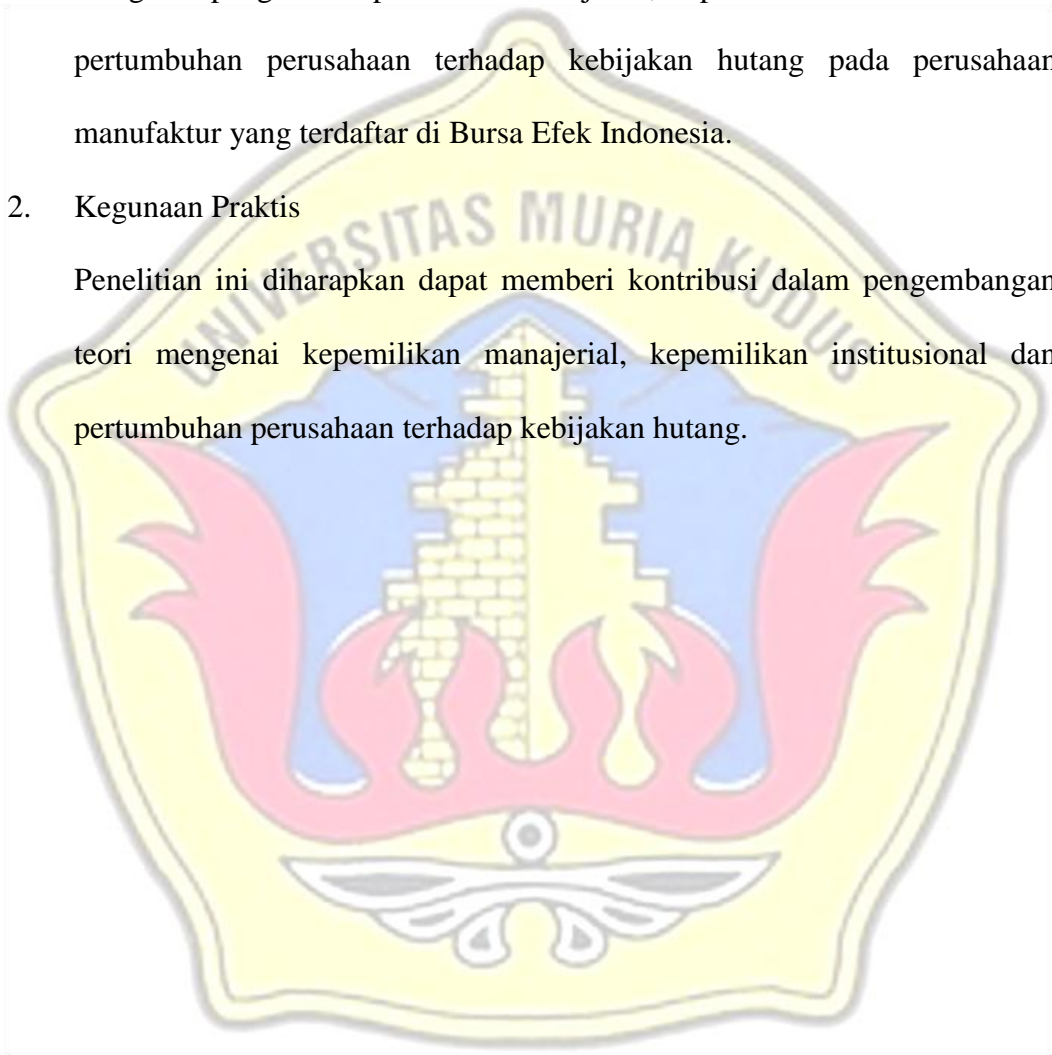 pertumbuhan perusahaan terhadap kebijakan hutang pada perusahaan
manufaktur yang terdaftar di Bursa Efek Indonesia.
2. Kegunaan Praktis
Penelitian ini diharapkan dapat memberi kontribusi dalam pengembangan
teori mengenai kepemilikan manajerial, kepemilikan institusional dan
pertumbuhan perusahaan terhadap kebijakan hutang.
UNIVERSITAS MURIA KUDUS